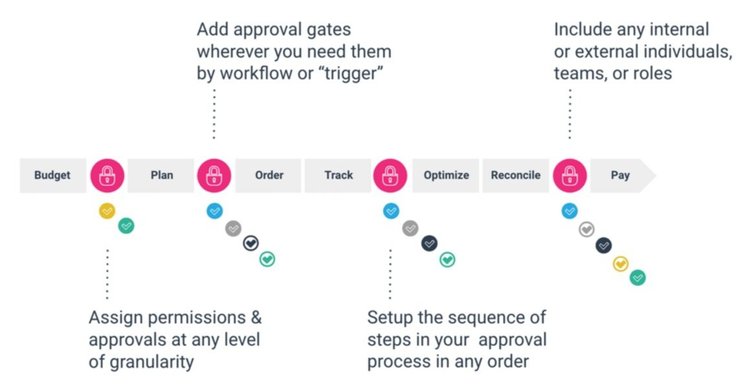 Add approval gates
wherever you need them
by workflow or “trigger”
Include any internal
or external individuals,
teams, or roles
Budget
Plan
Order
Track
Optimize
Reconcile
Pay
Assign permissions &
approvals at any level
of granularity
Setup the sequence of
steps in your  approval
process in any order